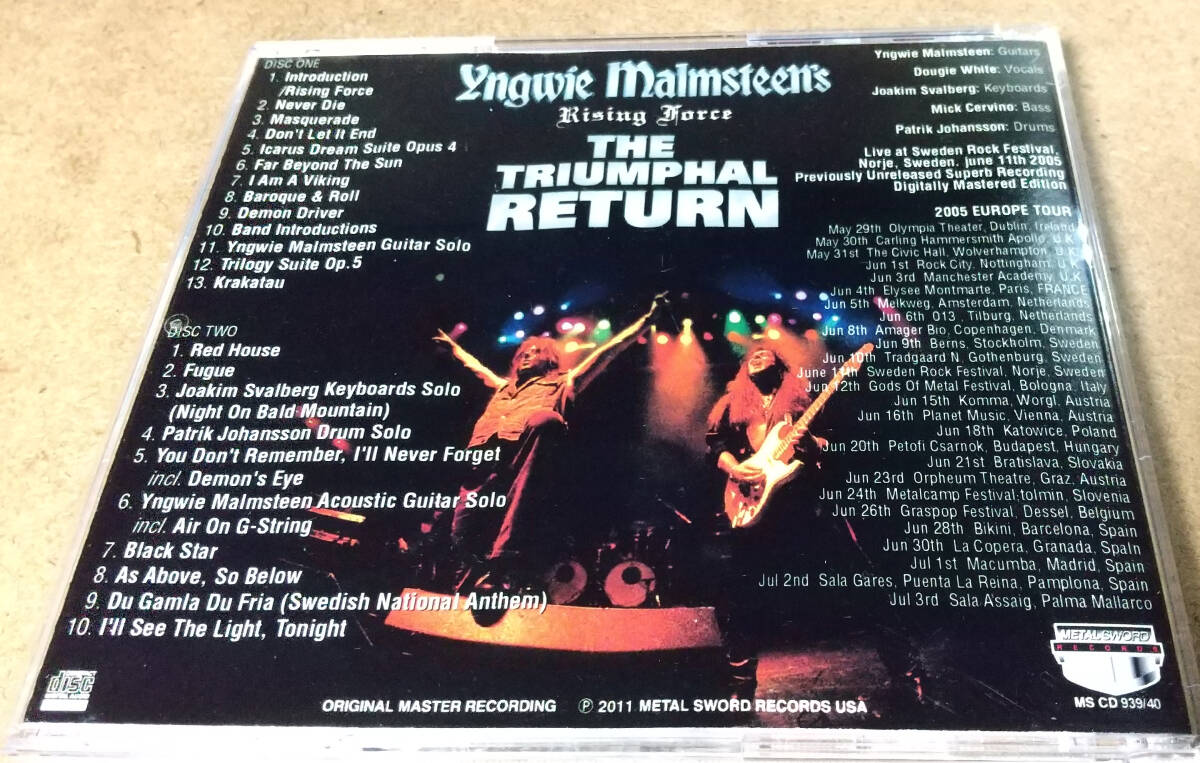 DISC ONE
1. Introduction
/Rising Force
2. Never Die
3. Masquerade
4. Don't Let It End
5. Icarus Dream Suite Opus 4
6. Far Beyond The Sun
7. I Am A Viking
8. Baroque & Roll
9. Demon Driver
10. Band Introductions
11. Yngwie Malmsteen Guitar Solo
12. Trilogy Suite Op.5
13. Krakatau
DISC TWO
1. Red House
2. Fugue
3. Joakim Svalberg Keyboards Solo
(Night On Bald Mountain)
4. Patrik Johansson Drum Solo
5. You Don't Remember, I'll Never Forget
incl. Demon's Eye
6. Yngwie Malmsteen Acoustic Guitar Solo
incl. Air On G-String
7. Black Star
8. As Above, So Below
9. Du Gamla Du Fria (Swedish National Anthem)
10. I'll See The Light, Tonight
Yngwie Malmsteen's
Rising Force
THE
TRIUMPHAL
RETURN
Yngwie Malmsteen: Guitars
Dougie White: Vocals
Joakim Svalberg: Keyboards
Mick Cervino: Bass
Patrik Johansson: Drums
Live at Sweden Rock Festival,
Norje, Sweden, June 11th 2005
Previously Unreleased Superb Recording
Digitally Mastered Edition
2005 EUROPE TOUR
May 29th Olympia Theater, Dublin, Ireland
May 30th Carling Hammersmith Apollo, U.K
May 31st The Civic Hall, Wolverhampton, U.K
Jun 1st Rock City, Nottingham, U.K
Jun 3rd Manchester Academy, U.K
Jun 4th Elysee Montmarte, Paris, FRANCE
Jun 5th Melkweg, Amsterdam, Netherlands
Jun 6th 013 , Tilburg, Netherlands
Jun 8th Amager Bio, Copenhagen, Denmark
Jun 9th Berns, Stockholm, Sweden
Jun 10th Tradgaard N, Gothenburg, Sweden
June 11th Sweden Rock Festival, Norje, Sweden
Jun 12th Gods Of Metal Festival, Bologna, Italy
Jun 15th Komma, Worgl, Austria
Jun 16th Planet Music, Vienna, Austria
Jun 18th Katowice, Poland
Jun 20th Petofi Csarnok, Budapest, Hungary
Jun 21st Bratislava, Slovakia
Jun 23rd Orpheum Theatre, Graz, Austria
Jun 24th Metalcamp Festival;tolmin, Slovenia
Jun 26th Graspop Festival, Dessel, Belgium
Jun 28th Bikini, Barcelona, Spain
Jun 30th La Copera, Granada, Spain
Jul 1st Macumba, Madrid, Spain
Jul 2nd Sala Gares, Puenta La Reina, Pamplona, Spain
Jul 3rd Sala Assaig, Palma Mallarco
METAL SWORD
RECORDS
MS CD 939/40
disc
ORIGINAL MASTER RECORDING ℗ 2011 METAL SWORD RECORDS USA